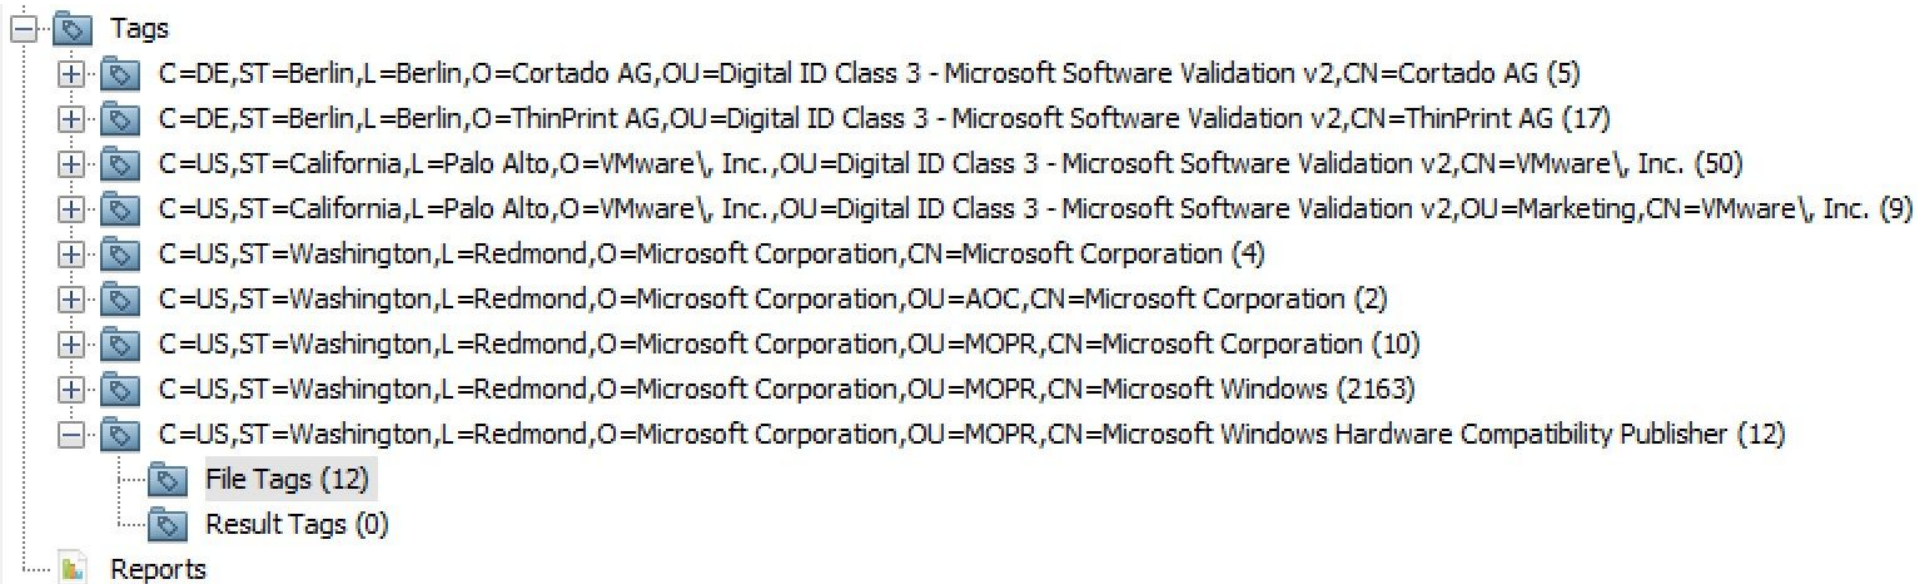 Tags
C=DE,ST=Berlin,L=Berlin,O=Cortado AG,OU=Digital ID Class 3 - Microsoft Software Validation v2,CN=Cortado AG (5)
C=DE,ST=Berlin,L=Berlin,O=ThinPrint AG,OU=Digital ID Class 3 - Microsoft Software Validation v2,CN=ThinPrint AG (17)
C=US,ST=California,L=Palo Alto,O=VMware\, Inc.,OU=Digital ID Class 3 - Microsoft Software Validation v2,CN=VMware\, Inc. (50)
C=US,ST=California,L=Palo Alto,O=VMware\, Inc.,OU=Digital ID Class 3 - Microsoft Software Validation v2,OU=Marketing,CN=VMware\, Inc. (9)
C=US,ST=Washington,L=Redmond,O=Microsoft Corporation,CN=Microsoft Corporation (4)
C=US,ST=Washington,L=Redmond,O=Microsoft Corporation,OU=AOC,CN=Microsoft Corporation (2)
C=US,ST=Washington,L=Redmond,O=Microsoft Corporation,OU=MOPR,CN=Microsoft Corporation (10)
C=US,ST=Washington,L=Redmond,O=Microsoft Corporation,OU=MOPR,CN=Microsoft Windows (2163)
C=US,ST=Washington,L=Redmond,O=Microsoft Corporation,OU=MOPR,CN=Microsoft Windows Hardware Compatibility Publisher (12)
File Tags (12)
Result Tags (0)
Reports